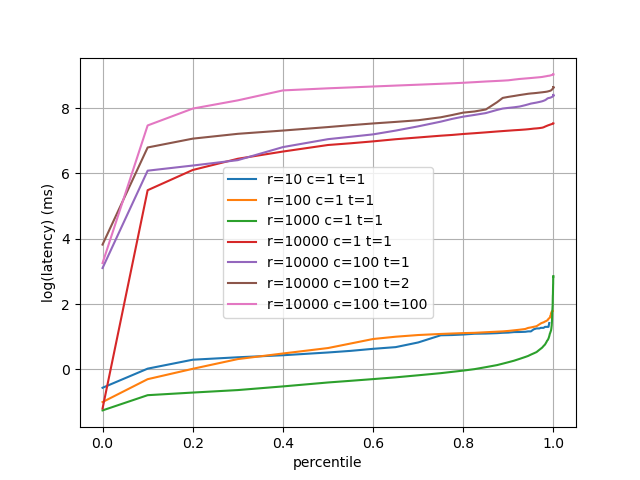 log(latency) (ms)
8
6
4
2
0
r=10 c=1 t=1
r=100 c=1 t=1
r=1000 c=1 t=1
r=10000 c=1 t=1
r=10000 c=100 t=1
r=10000 c=100 t=2
r=10000 c=100 t=100
0.0 0.2 0.4 0.6 0.8 1.0
percentile